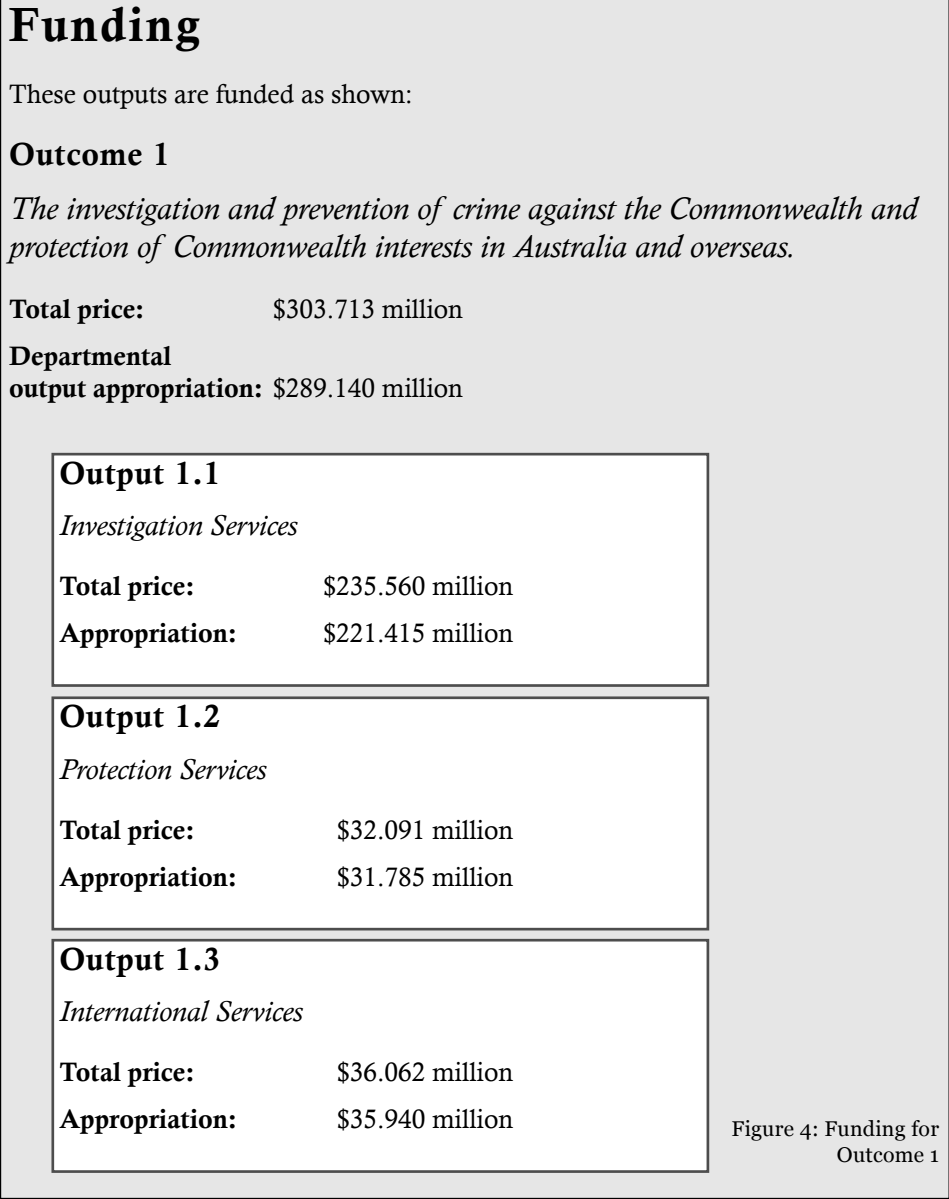 Funding
These outputs are funded as shown:
Outcome 1
The investigation and prevention of crime against the Commonwealth and
protection of Commonwealth interests in Australia and overseas.
Total price: $303.713 million
Departmental
output appropriation: $289.140 million
Output 1.1
Investigation Services
Total price: $235.560 million
Appropriation: $221.415 million
Output 1.2
Protection Services
Total price: $32.091 million
Appropriation: $31.785 million
Output 1.3
International Services
Total price: $36.062 million
Appropriation: $35.940 million
Figure 4: Funding for
Outcome 1